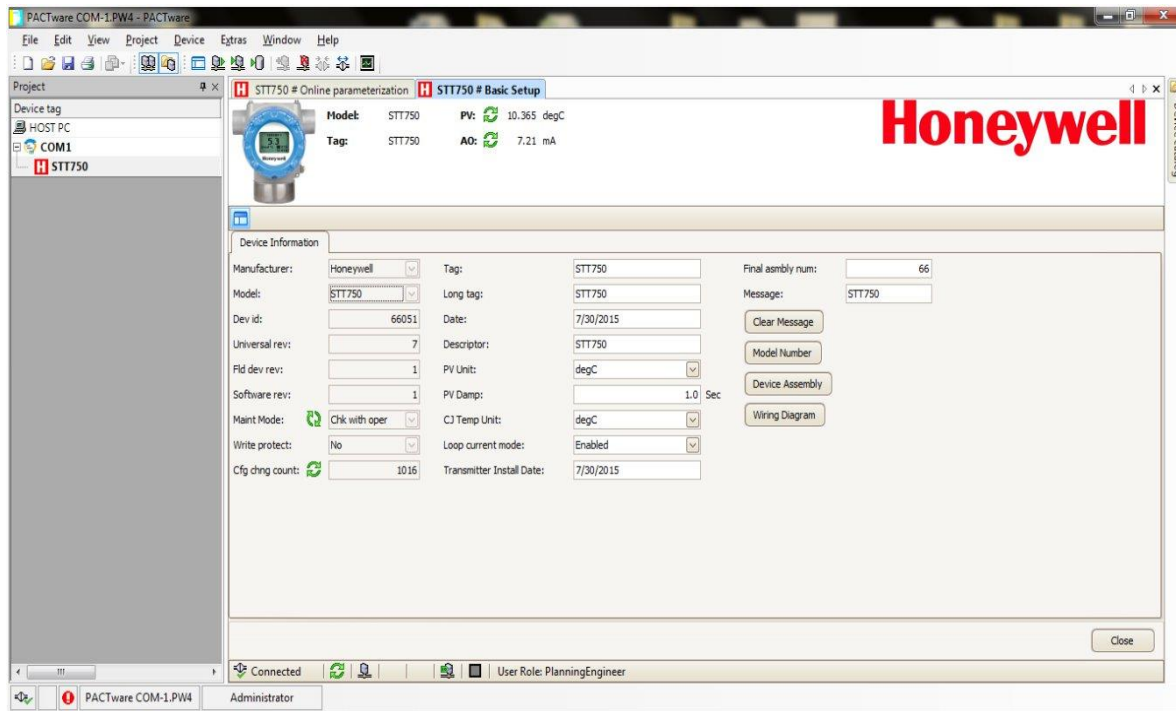 PACTware COM-1.PW4 - PACTware
File Edit View Project Device Extras Window Help
Project
Device tag
HOST PC
COM1
STT750
STT750 # Online parameterization STT750 # Basic Setup
Model: STT750 PV: 10.365 degC
Tag: STT750 AO: 7.21 mA
Honeywell
Device Information
Manufacturer: Honeywell Tag: STT750 Final asmbly num: 66
Model: STT750 Long tag: STT750 Message: STT750
Dev id: 66051 Date: 7/30/2015 Clear Message
Universal rev: 7 Descriptor: STT750 Model Number
Fld dev rev: 1 PV Unit: degC Device Assembly
Software rev: 1 PV Damp: 1.0 Sec
Maint Mode: Chk with oper CJ Temp Unit: degC Wiring Diagram
Write protect: No Loop current mode: Enabled
Cfg chng count: 1016 Transmitter Install Date: 7/30/2015
Close
Connected User Role: PlanningEngineer
PACTware COM-1.PW4 Administrator